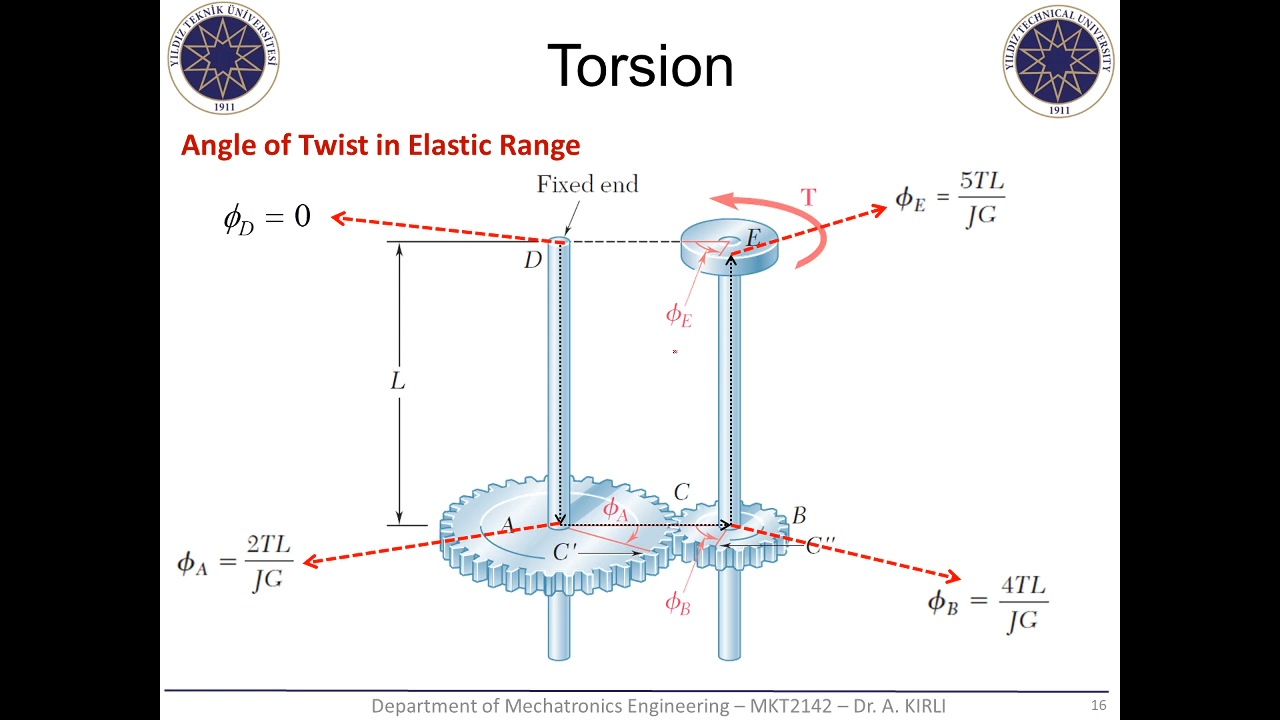 YILDIZ TEKNİK ÜNİVERSİTESİ
1911
Torsion
YILDIZ TECHNICAL UNIVERSITY
1911
Angle of Twist in Elastic Range
Fixed end
T
ϕ_E = 5TL/JG
ϕ_D = 0
D
E
ϕ_E
L
C
A
ϕ_A
B
C'
C''
ϕ_A = 2TL/JG
ϕ_B
ϕ_B = 4TL/JG
Department of Mechatronics Engineering – MKT2142 – Dr. A. KIRLI
16